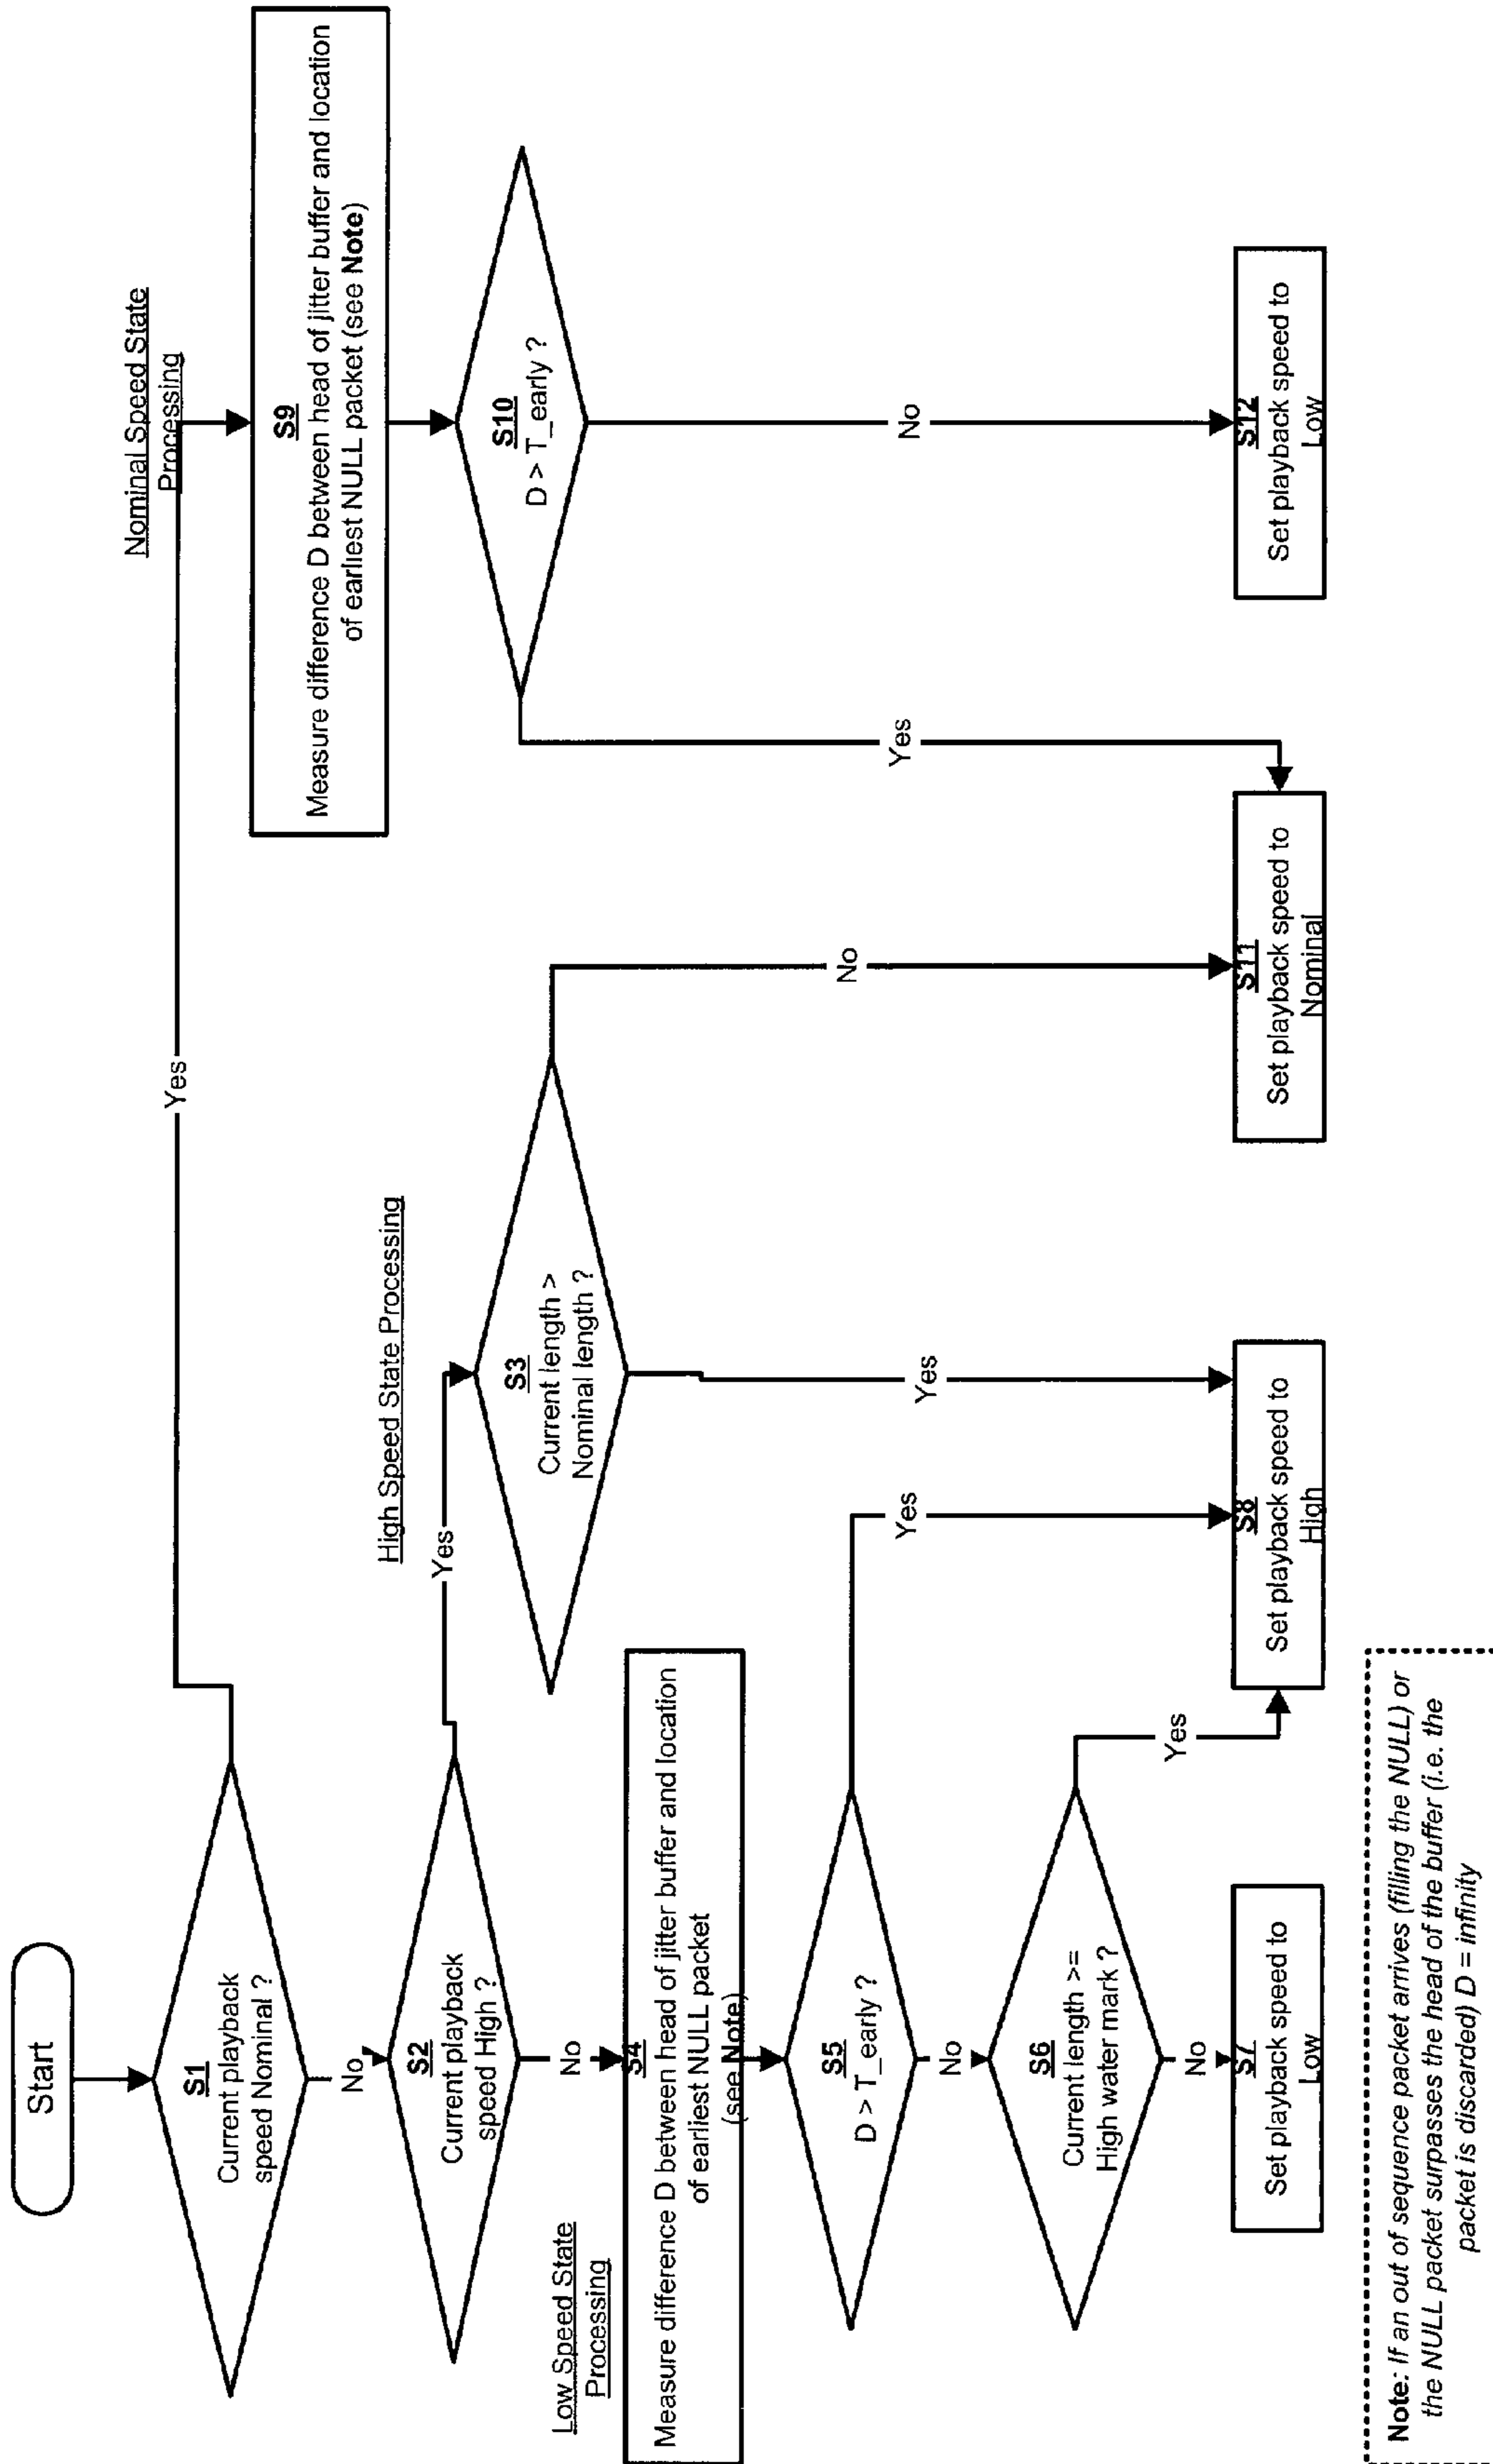 Start
S1
Current playback
speed Nominal ?
Yes
No
S2
Current playback
speed High ?
Yes
No
Low Speed State
Processing
S4
Measure difference D between head of jitter buffer and location
of earliest NULL packet
(see Note)
S5
D > T_early ?
Yes
No
S6
Current length >=
High water mark ?
Yes
No
S7
Set playback speed to
Low
High Speed State Processing
S3
Current length >
Nominal length ?
Yes
No
S8
Set playback speed to
High
Nominal Speed State
Processing
S9
Measure difference D between head of jitter buffer and location
of earliest NULL packet (see Note)
S10
D > T_early ?
Yes
No
S11
Set playback speed to
Nominal
S12
Set playback speed to
Low
Note: If an out of sequence packet arrives (filling the NULL) or
the NULL packet surpasses the head of the buffer (i.e. the
packet is discarded) D = infinity